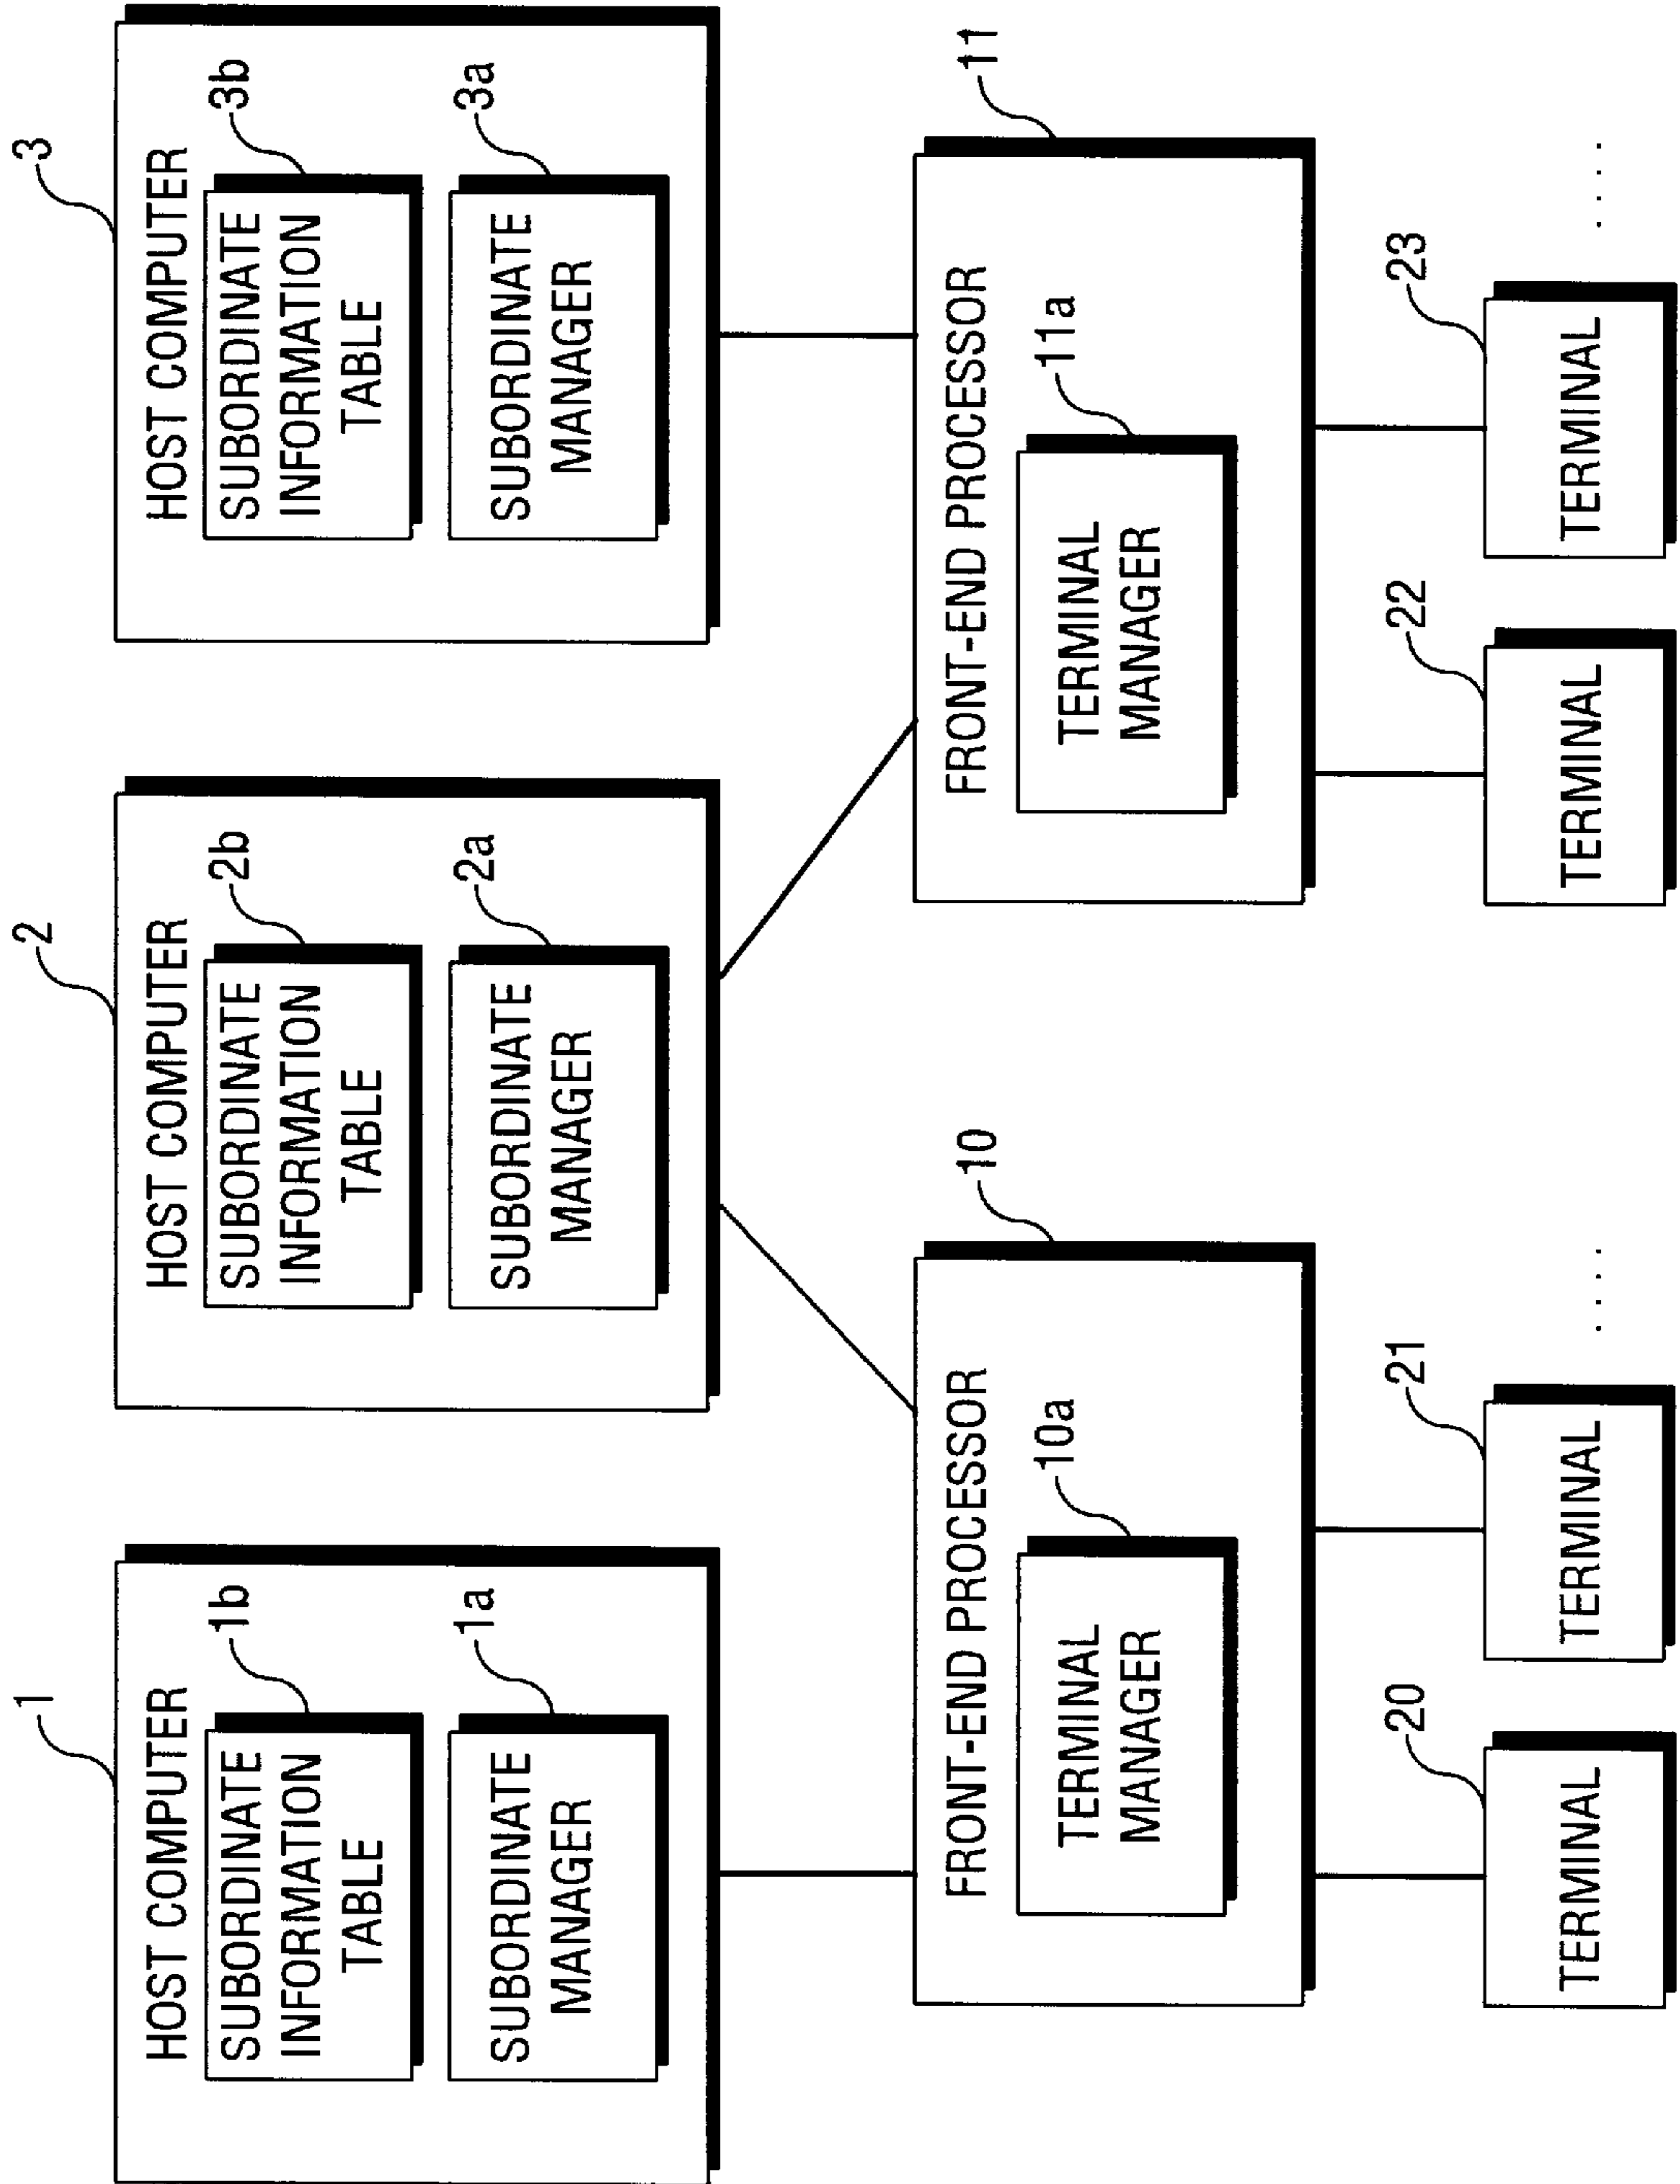 1
HOST COMPUTER
SUBORDINATE
INFORMATION
TABLE
1b
SUBORDINATE
MANAGER
1a
2
HOST COMPUTER
SUBORDINATE
INFORMATION
TABLE
2b
SUBORDINATE
MANAGER
2a
3
HOST COMPUTER
SUBORDINATE
INFORMATION
TABLE
3b
SUBORDINATE
MANAGER
3a
10
FRONT-END PROCESSOR
TERMINAL
MANAGER
10a
11
FRONT-END PROCESSOR
TERMINAL
MANAGER
11a
20
TERMINAL
21
TERMINAL
....
22
TERMINAL
23
TERMINAL
....